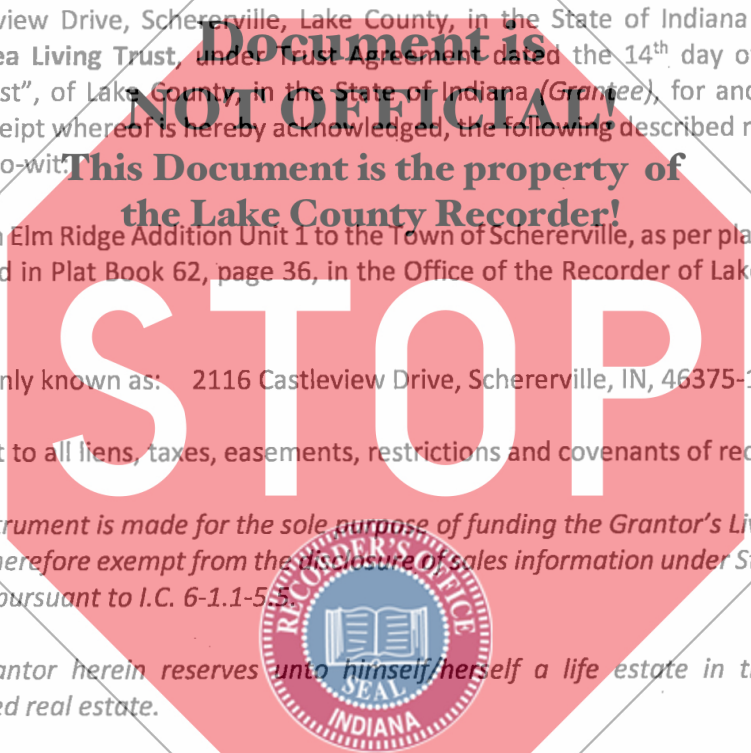 view Drive, Schererville, Lake County, in the State of Indiana
Document is
ea Living Trust, under Trust Agreement dated the 14th day o
st", of Lake County, in the State of Indiana (Grantee), for and
NOT OFFICIAL!
eipt whereof is hereby acknowledged, the following described r
o-wit:
This Document is the property of
the Lake County Recorder!
n Elm Ridge Addition Unit 1 to the Town of Schererville, as per pla
d in Plat Book 62, page 36, in the Office of the Recorder of Lak
STOP
nly known as: 2116 Castleview Drive, Schererville, IN, 46375-1
t to all liens, taxes, easements, restrictions and covenants of rec
trument is made for the sole purpose of funding the Grantor's Liv
herefore exempt from the disclosure of sales information under St
pursuant to I.C. 6-1.1-5.5.
RECORDER'S OFFICE
SEAL
INDIANA
antor herein reserves unto himself/herself a life estate in t
ed real estate.